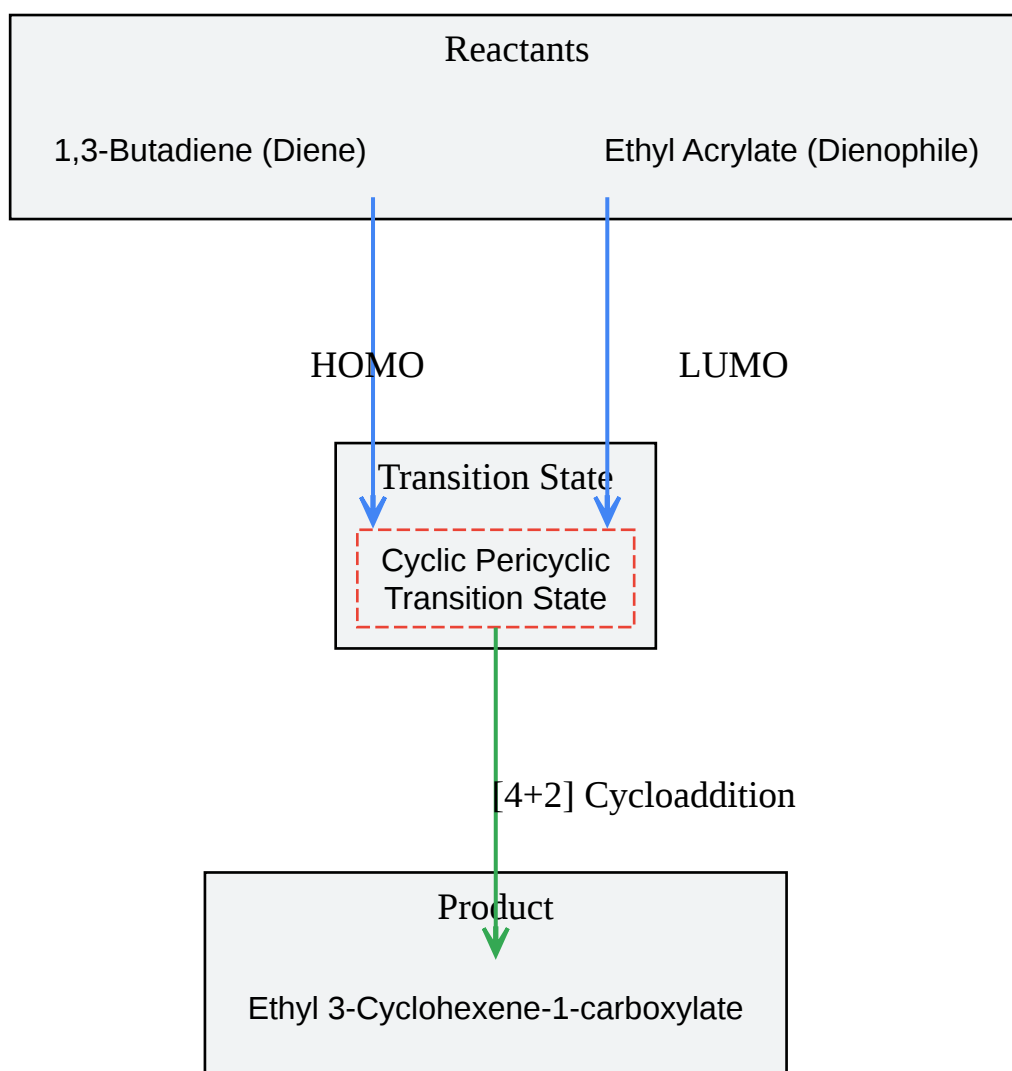 Reactants
1,3-Butadiene (Diene)
Ethyl Acrylate (Dienophile)
HOMO
LUMO
Transition State
Cyclic Pericyclic
Transition State
[4+2] Cycloaddition
Product
Ethyl 3-Cyclohexene-1-carboxylate